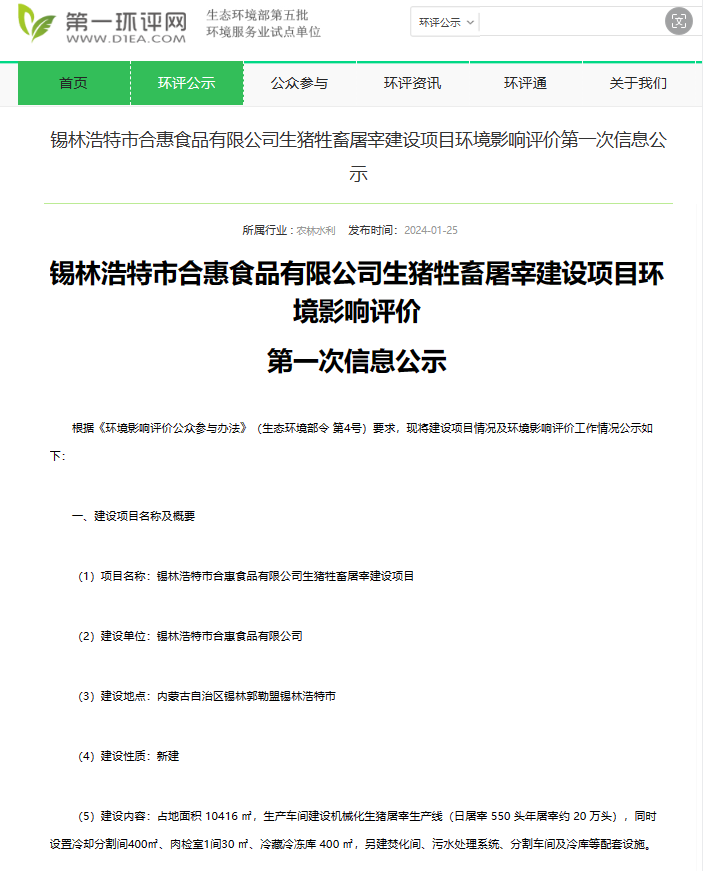 第一环评网
WWW.D1EA.COM
生态环境部第五批
环境服务业试点单位
环评公示
首页
环评公示
公众参与
环评资讯
环评通
关于我们
锡林浩特市合惠食品有限公司生猪牲畜屠宰建设项目环境影响评价第一次信息公
示
所属行业：农林水利 发布时间：2024-01-25
锡林浩特市合惠食品有限公司生猪牲畜屠宰建设项目环
境影响评价
第一次信息公示
根据《环境影响评价公众参与办法》（生态环境部令 第4号）要求，现将建设项目情况及环境影响评价工作情况公示如
下：
一、建设项目名称及概要
（1）项目名称：锡林浩特市合惠食品有限公司生猪牲畜屠宰建设项目
（2）建设单位：锡林浩特市合惠食品有限公司
（3）建设地点：内蒙古自治区锡林郭勒盟锡林浩特市
（4）建设性质：新建
（5）建设内容：占地面积 10416 ㎡，生产车间建设机械化生猪屠宰生产线（日屠宰 550 头年屠宰约 20 万头），同时
设置冷却分割间400㎡、肉检室1间30 ㎡、冷藏冷冻库 400 ㎡，另建焚化间、污水处理系统、分割车间及冷库等配套设施。